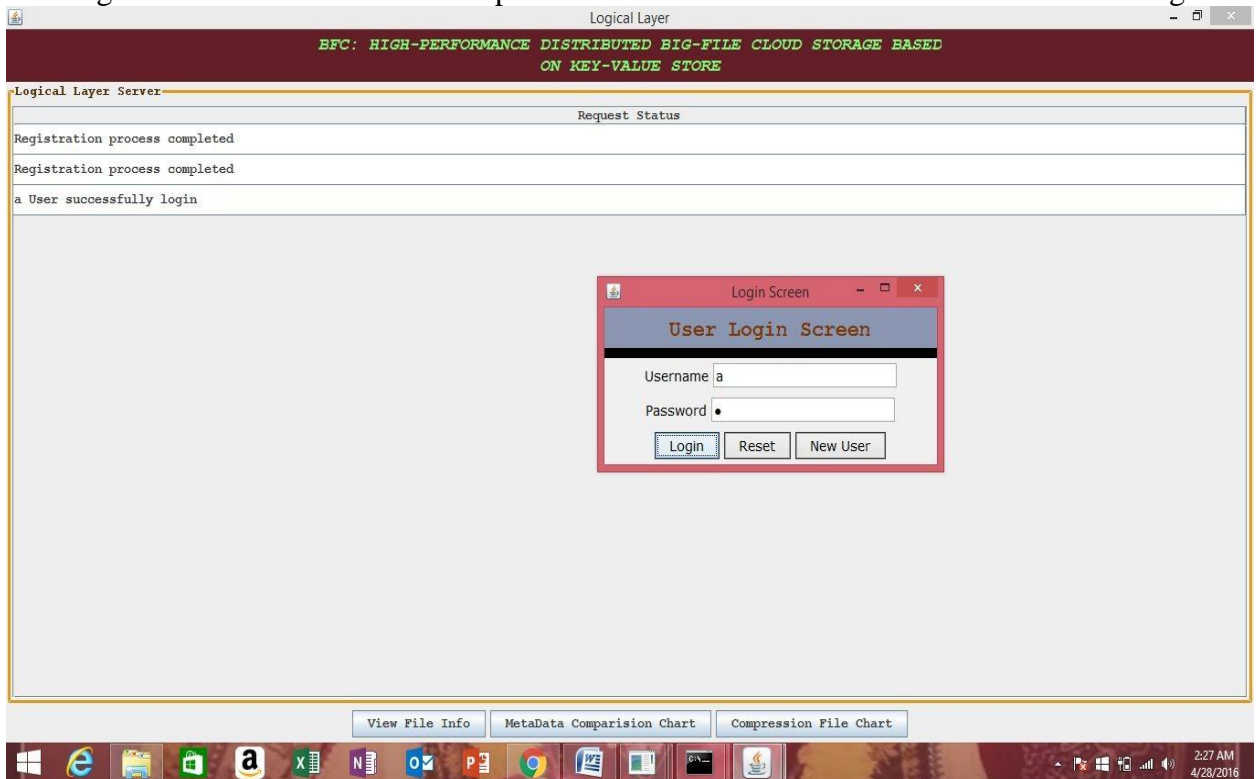 Logical Layer
BFC: HIGH-PERFORMANCE DISTRIBUTED BIG-FILE CLOUD STORAGE BASED
ON KEY-VALUE STORE
Logical Layer Server
Request Status
Registration process completed
Registration process completed
a User successfully login
Login Screen
User Login Screen
Username a
Password •
Login Reset New User
View File Info MetaData Comparision Chart Compression File Chart
2:27 AM
4/28/2016